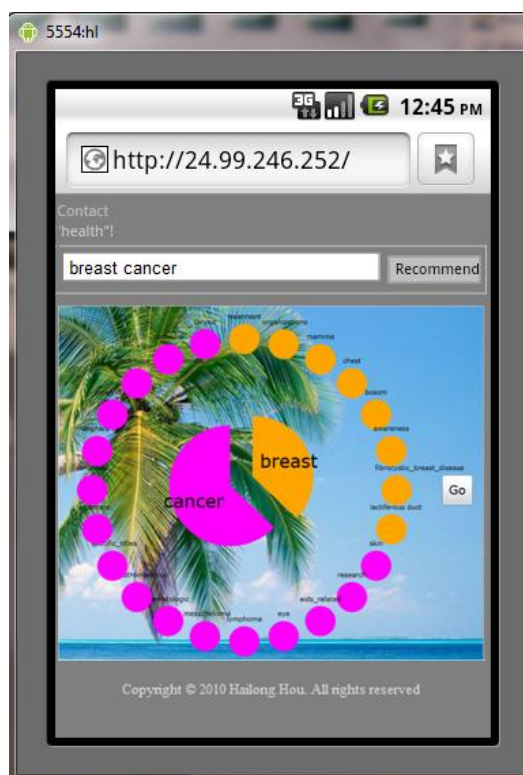 5554:hl
12:45 PM
http://24.99.246.252/
Contact
'health"!
breast cancer
Recommend
treatment
organizations
mamma
chest
bosom
awareness
fibrocystic_breast_disease
lactiferous duct
skin
research
aids_related
eye
lymphoma
breast
cancer
Go
Copyright © 2010 Hailong Hou. All rights reserved